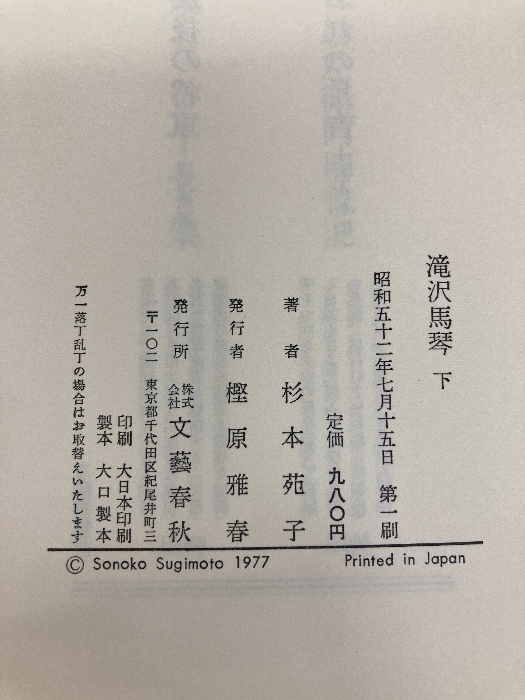 滝沢馬琴 下
昭和五十二年七月十五日 第一刷
定価 九八〇円
著者 杉本苑子
発行者 樫原雅春
発行所 株式会社 文藝春秋
〒一〇二 東京都千代田区紀尾井町三
印刷 大日本印刷
製本 大口製本
万一落丁乱丁の場合はお取替えいたします
© Sonoko Sugimoto 1977 Printed in Japan